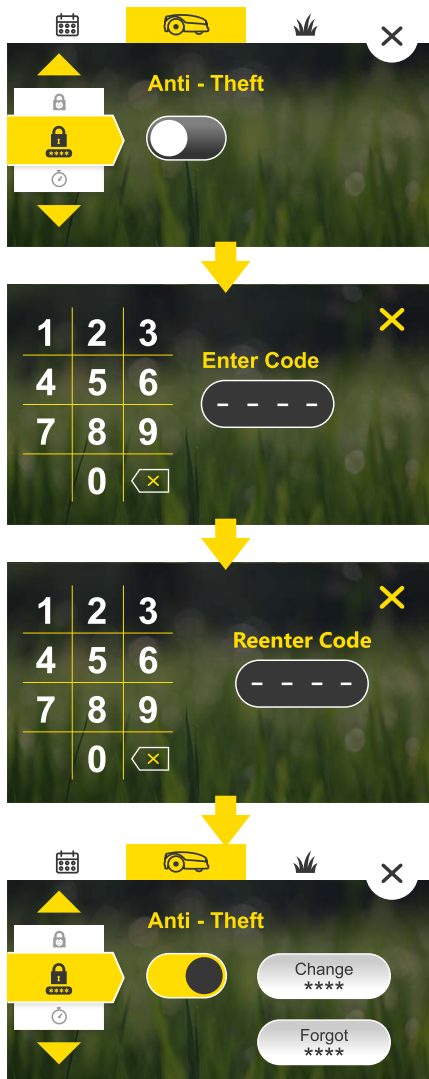 Anti - Theft
****
1 2 3
Enter Code
4 5 6
- - - -
7 8 9
0
1 2 3
Reenter Code
4 5 6
- - - -
7 8 9
0
Anti - Theft
Change
****
****
Forgot
****